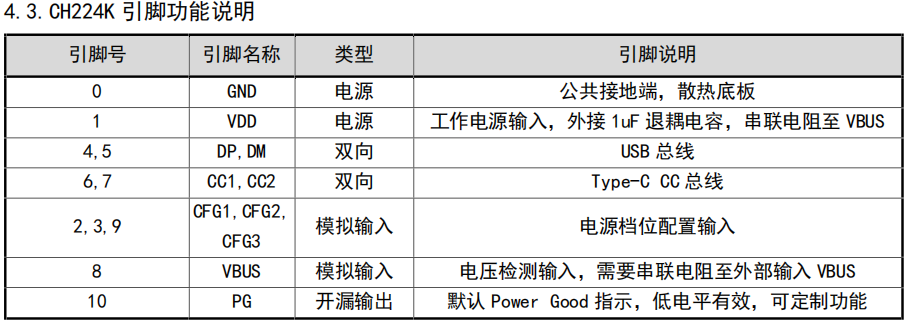 4.3.CH224K 引脚功能说明
引脚号 引脚名称 类型 引脚说明
0 GND 电源 公共接地端，散热底板
1 VDD 电源 工作电源输入，外接 1uF 退耦电容，串联电阻至 VBUS
4,5 DP,DM 双向 USB 总线
6,7 CC1,CC2 双向 Type-C CC 总线
2,3,9 CFG1,CFG2, 模拟输入 电源档位配置输入
CFG3
8 VBUS 模拟输入 电压检测输入，需要串联电阻至外部输入 VBUS
10 PG 开漏输出 默认 Power Good 指示，低电平有效，可定制功能